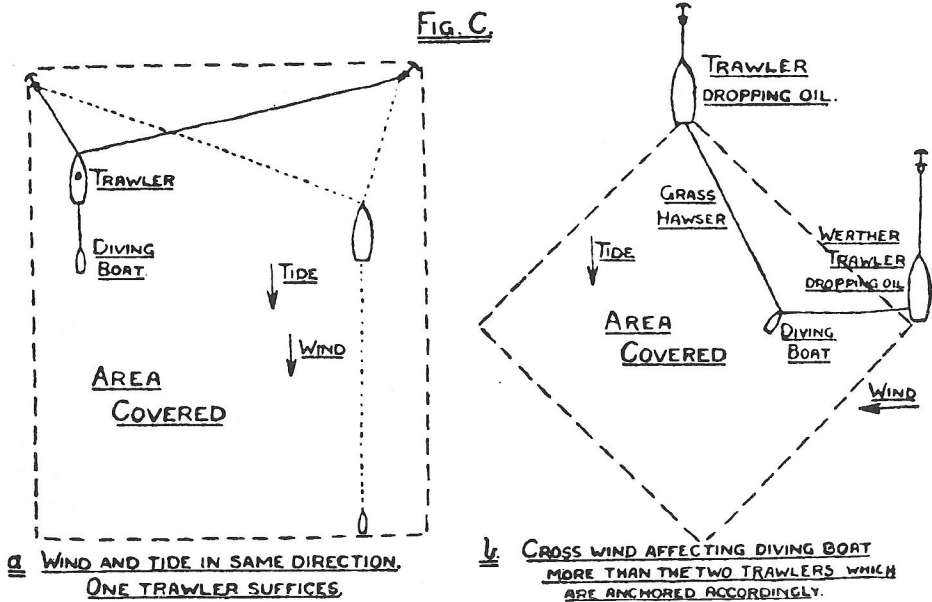 FIG. C.
TRAWLER
DIVING
BOAT.
TIDE
WIND
AREA
COVERED
a WIND AND TIDE IN SAME DIRECTION.
ONE TRAWLER SUFFICES.
TRAWLER
DROPPING OIL.
GRASS
HAWSER
WEATHER
TRAWLER
DROPPING OIL
TIDE
AREA
COVERED
DIVING
BOAT
WIND
b. CROSS WIND AFFECTING DIVING BOAT
MORE THAN THE TWO TRAWLERS WHICH
ARE ANCHORED ACCORDINGLY.